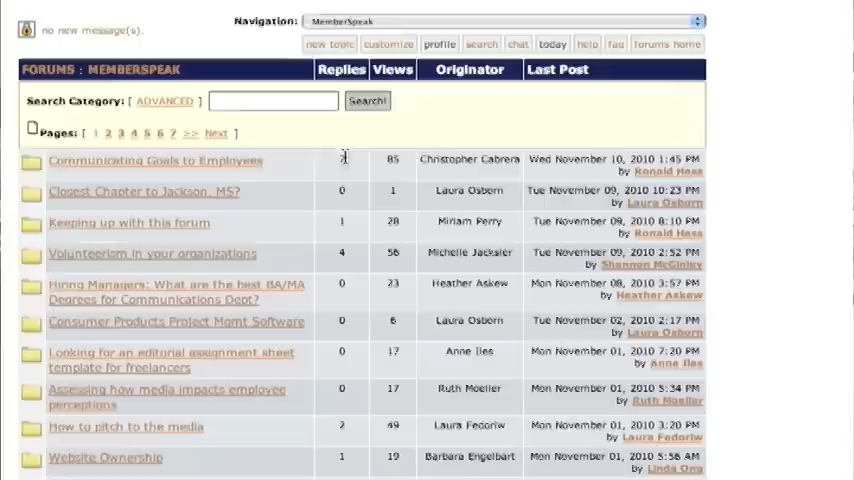 no new message(s).
Navigation: MemberSpeak
new topic customize profile search chat today help faq forums home
FORUMS : MEMBERSPEAK Replies Views Originator Last Post
Search Category: [ ADVANCED ] Search!
Pages: [ 1 2 3 4 5 6 7 >> Next ]
Communicating Goals to Employees 85 Christopher Cabrera Wed November 10, 2010 1:45 PM
by Ronald Hess
Closest Chapter to Jackson, MS? 0 1 Laura Osborn Tue November 09, 2010 10:23 PM
by Laura Osborn
Keeping up with this forum 1 28 Miriam Perry Tue November 09, 2010 8:10 PM
by Ronald Hess
Volunteerism in your organizations 4 56 Michelle Jacksier Tue November 09, 2010 2:52 PM
by Shannon McGinley
Hiring Managers: What are the best BA/MA 0 23 Heather Askew Mon November 08, 2010 3:57 PM
Degrees for Communications Dept? by Heather Askew
Consumer Products Project Mgmt Software 0 6 Laura Osborn Tue November 02, 2010 2:17 PM
by Laura Osborn
Looking for an editorial assignment sheet 0 17 Anne Iles Mon November 01, 2010 7:20 PM
template for freelancers by Anne Iles
Assessing how media impacts employee 0 17 Ruth Moeller Mon November 01, 2010 5:34 PM
perceptions by Ruth Moeller
How to pitch to the media 2 49 Laura Fedoriw Mon November 01, 2010 3:20 PM
by Laura Fedoriw
Website Ownership 1 19 Barbara Engelbart Mon November 01, 2010 5:56 AM
by Linda Ong